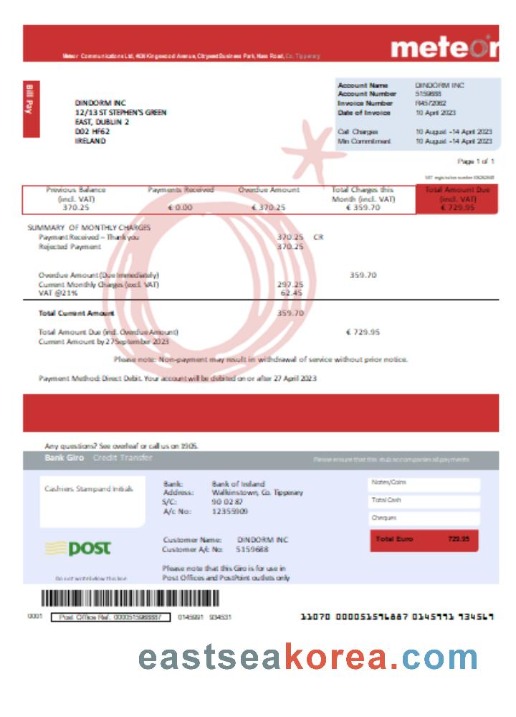 meteor
Meteor Communications Ltd, 4030 Kingswood Avenue, Citywest Business Park, Naas Road, Co. Tipperary
Bill Pay
DINDORM INC
12/13 ST STEPHEN'S GREEN
EAST, DUBLIN 2
D02 HF62
IRELAND
Account Name DINDORM INC
Account Number 5159688
Invoice Number
Date of Invoice 10 April 2023
Call Charges 10 August -14 April 2023
Min Commitment 10 August -14 April 2023
Page 1 of 1
VAT registration number
Previous Balance Payments Received Overdue Amount Total Charges this Total Amount Due
(incl. VAT) Month (incl. VAT) (incl. VAT)
370.25 € 0.00 € 370.25 € 359.70 € 729.95
SUMMARY OF MONTHLY CHARGES
Payment Received – Thank you 370.25 CR
Rejected Payment 370.25
Overdue Amount (Due Immediately) 359.70
Current Monthly Charges (excl. VAT) 297.25
VAT @21% 62.45
Total Current Amount 359.70
Total Amount Due (incl. Overdue Amount) € 729.95
Current Amount by 27 September 2023
Please note: Non-payment may result in withdrawal of service without prior notice.
Payment Method: Direct Debit. Your account will be debited on or after 27 April 2023
Any questions? See overleaf or call us on 1905.
Bank Giro Credit Transfer Please ensure that this stub accompanies all payments
Cashiers Stamp and Initials
Bank: Bank of Ireland
Address: Walkinstown, Co. Tipperary
S/C: 90 02 87
A/c No: 12355909
Notes/Coins
Total Cash
Cheques
Total Euro 729.95
Customer Name: DINDORM INC
Customer A/c No: 5159688
post
Please note that this Giro is for use in
Post Offices and PostPoint outlets only
Do not write below this line
0001 Post Office Ref. 0000515968887 0145991 934531
11070 000051596887 0145991 934569
eastseakorea.com